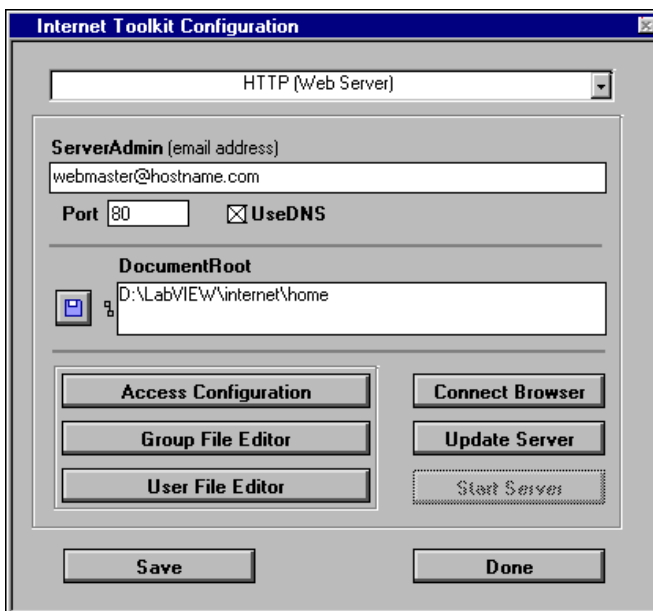 Internet Toolkit Configuration
HTTP (Web Server)
ServerAdmin (email address)
webmaster@hostname.com
Port 80 UseDNS
DocumentRoot
D:\LabVIEW\internet\home
Access Configuration
Connect Browser
Group File Editor
Update Server
User File Editor
Start Server
Save
Done